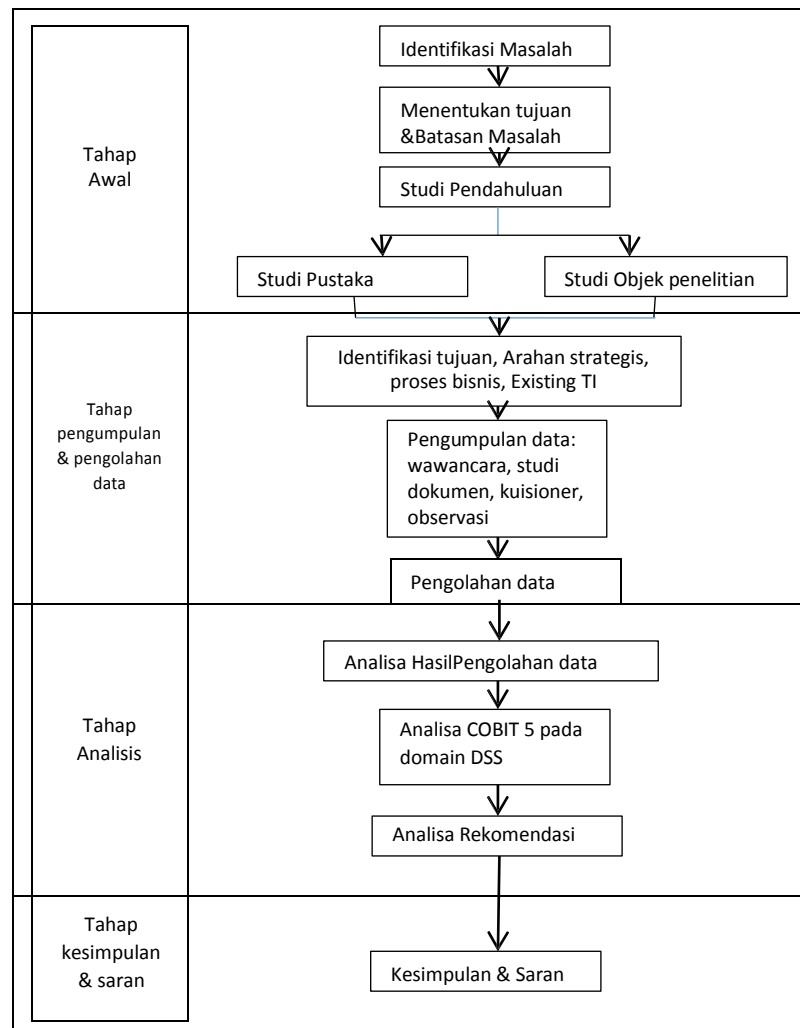 Tahap
Awal
Identifikasi Masalah
Menentukan tujuan
&Batasan Masalah
Studi Pendahuluan
Studi Pustaka
Studi Objek penelitian
Tahap
pengumpulan
& pengolahan
data
Identifikasi tujuan, Arahan strategis,
proses bisnis, Existing TI
Pengumpulan data:
wawancara, studi
dokumen, kuisioner,
observasi
Pengolahan data
Tahap
Analisis
Analisa HasilPengolahan data
Analisa COBIT 5 pada
domain DSS
Analisa Rekomendasi
Tahap
kesimpulan
& saran
Kesimpulan & Saran